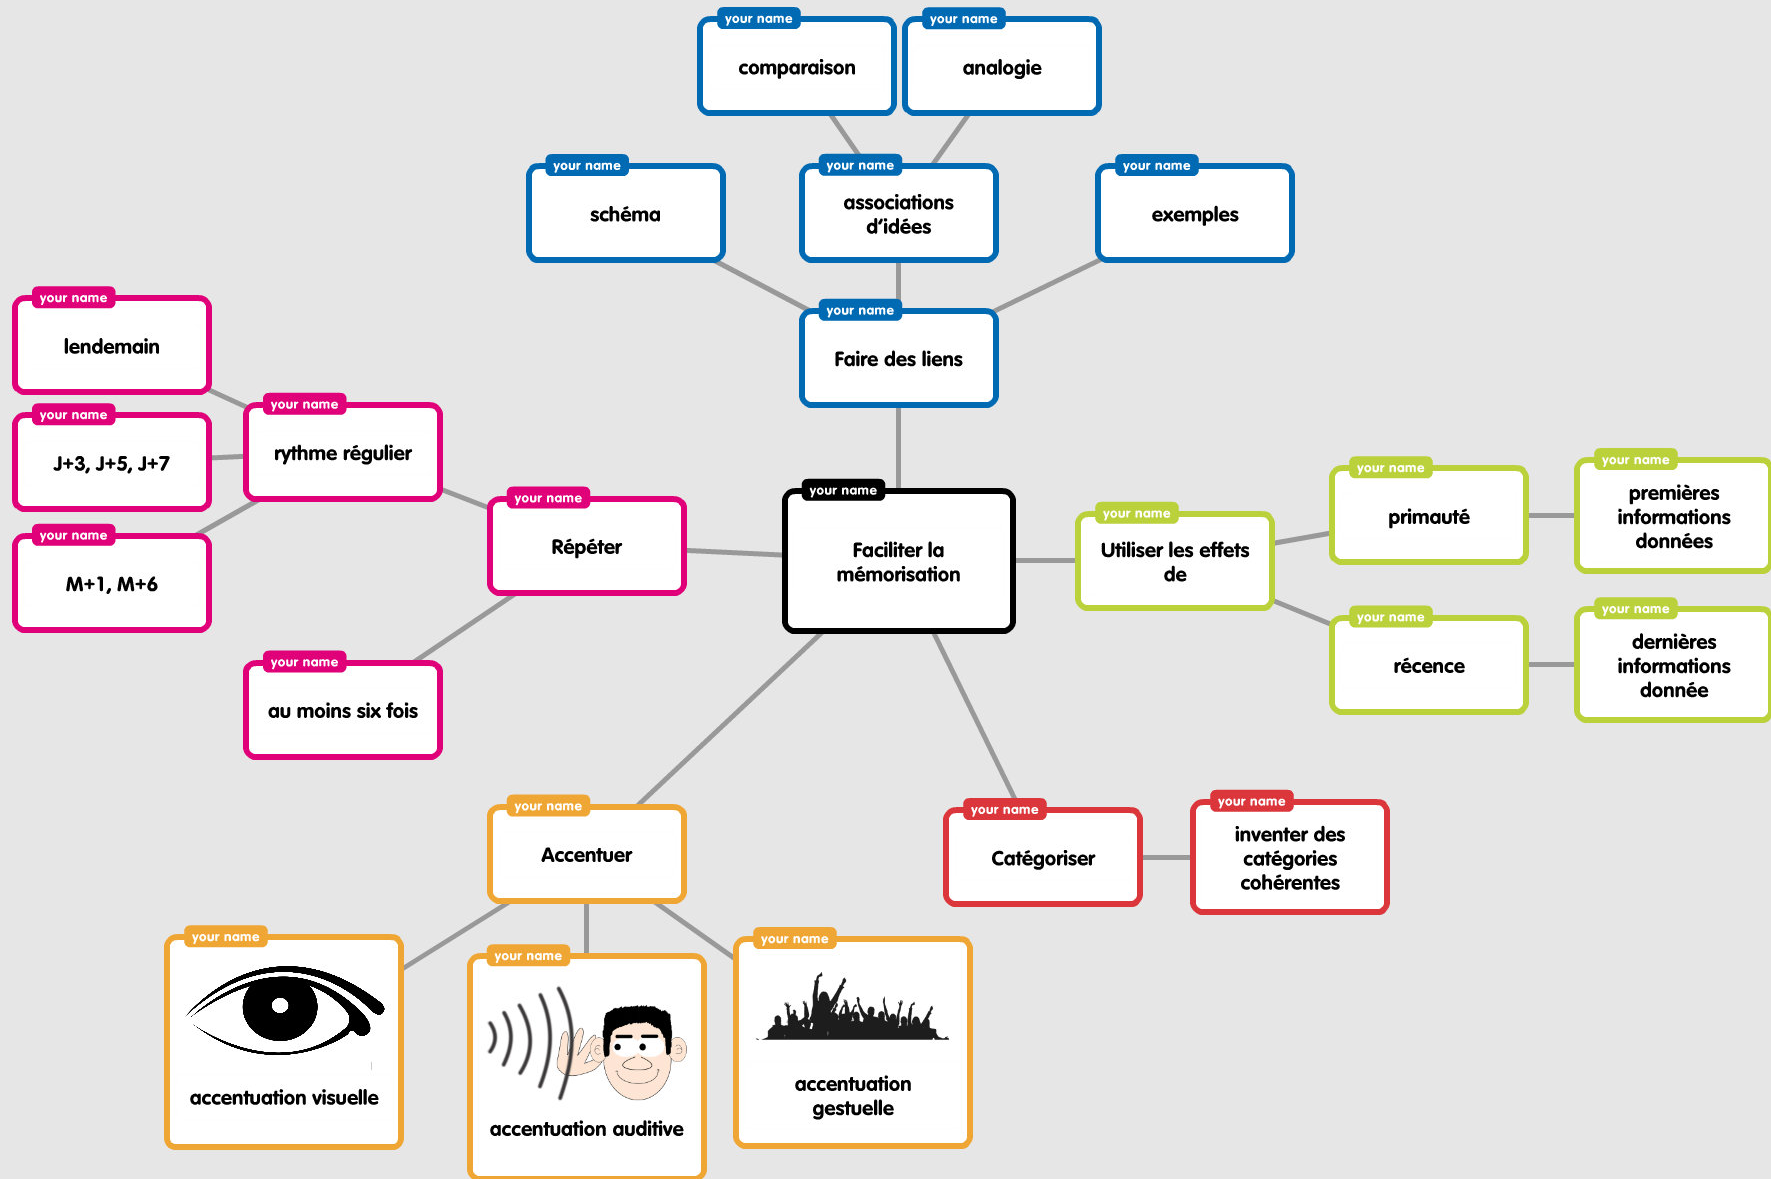 your name
comparaison
your name
analogie
your name
schéma
your name
associations
d'idées
your name
exemples
your name
Faire des liens
your name
lendemain
your name
J+3, J+5, J+7
your name
M+1, M+6
your name
rythme régulier
your name
Répéter
your name
au moins six fois
your name
Faciliter la
mémorisation
your name
Utiliser les effets
de
your name
primauté
your name
premières
informations
données
your name
récence
your name
dernières
informations
donnée
your name
Accentuer
your name
accentuation visuelle
your name
accentuation auditive
your name
accentuation
gestuelle
your name
Catégoriser
your name
inventer des
catégories
cohérentes